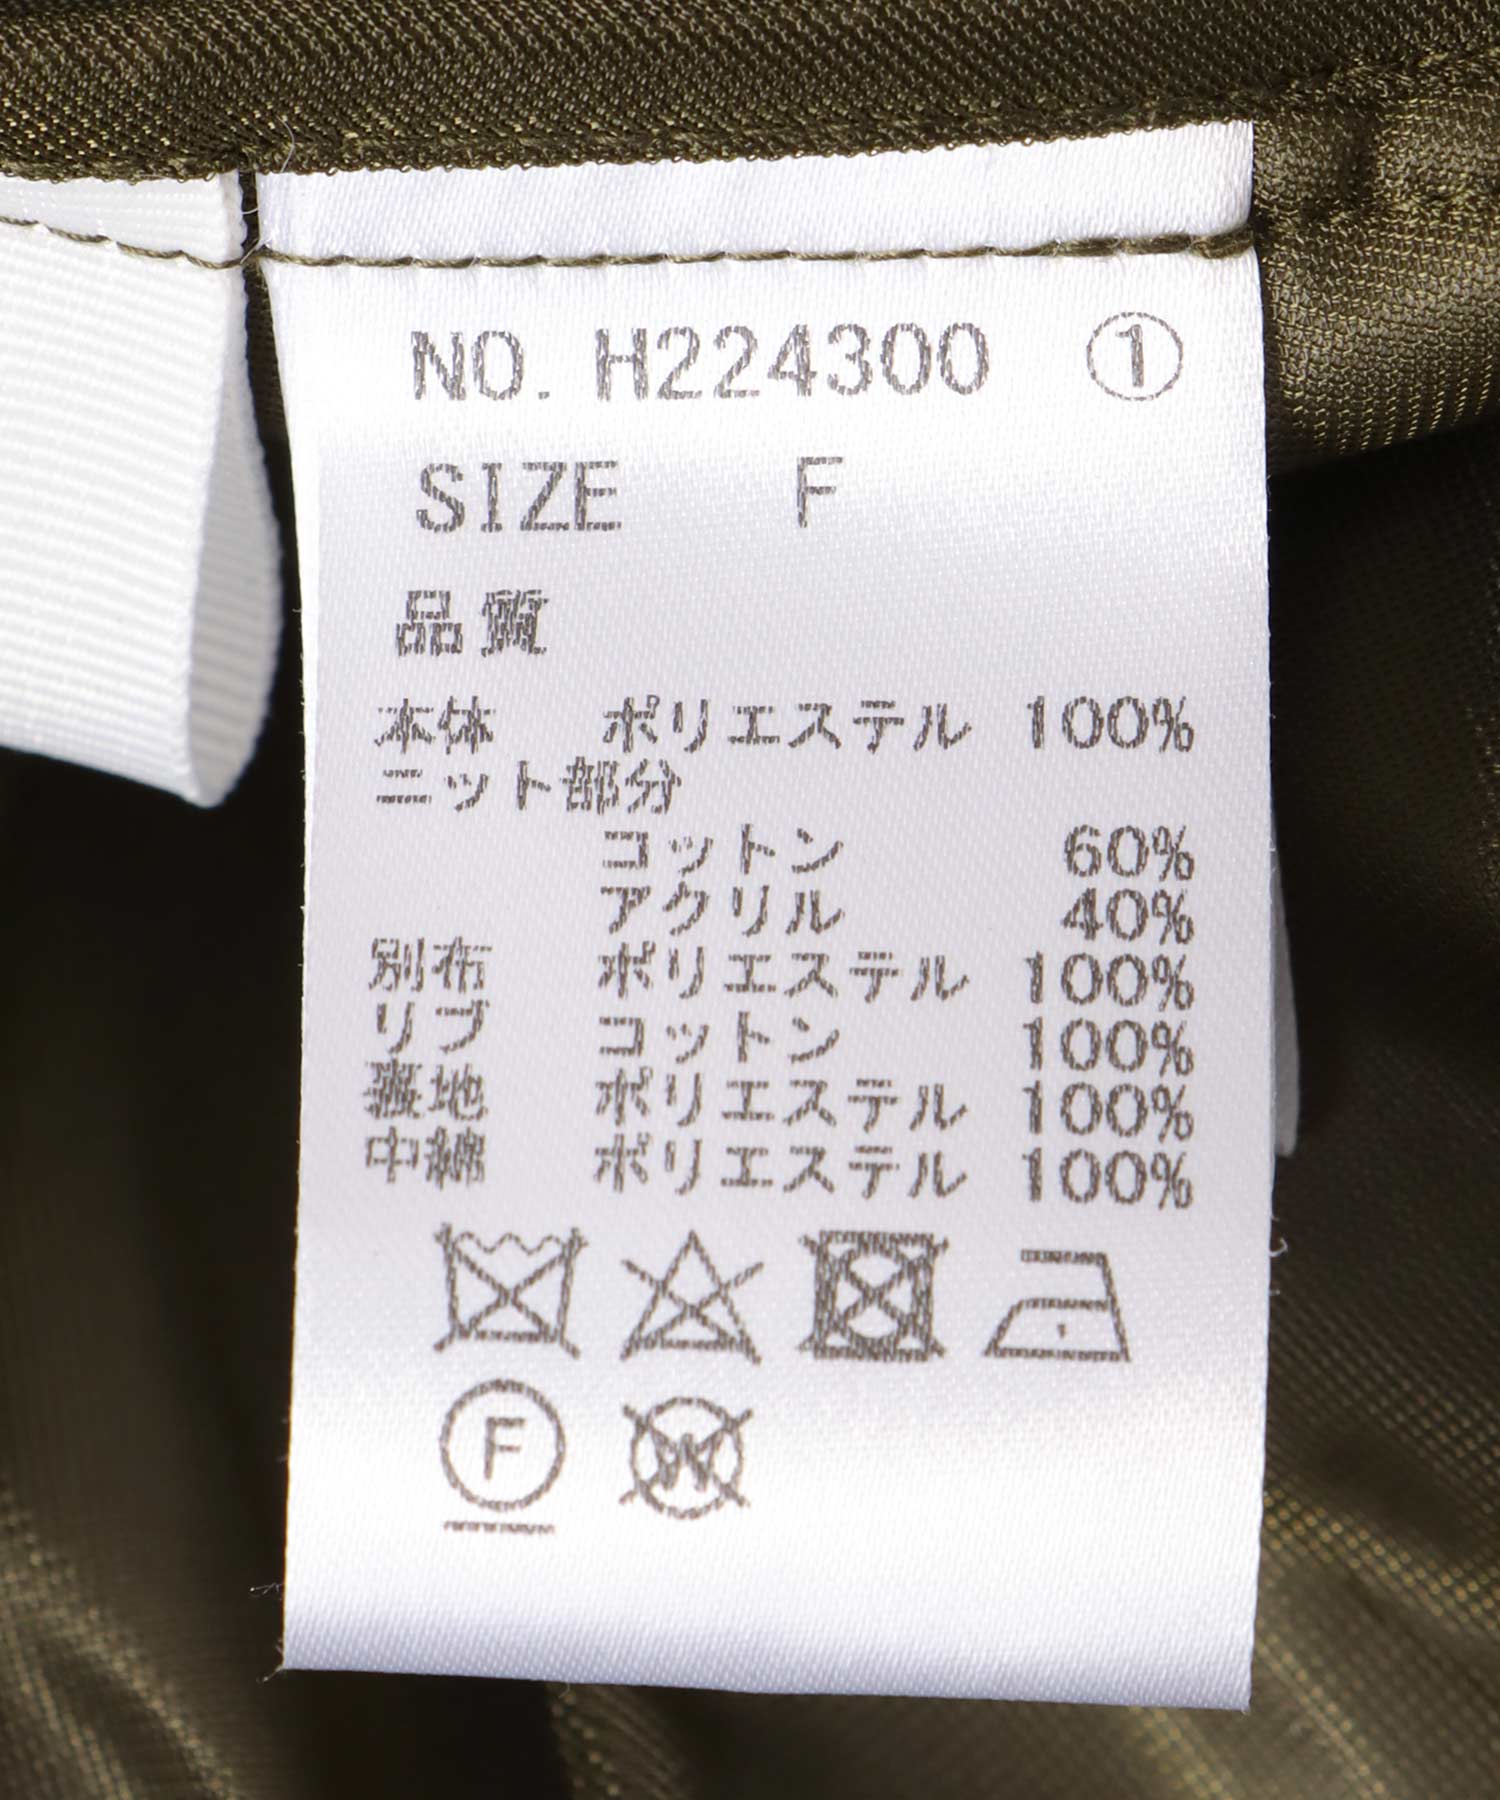 NO. H224300 ①
SIZE F
品質
本体 ポリエステル 100%
ニット部分
コットン 60%
アクリル 40%
別布 ポリエステル 100%
リブ コットン 100%
裏地 ポリエステル 100%
中綿 ポリエステル 100%
F W